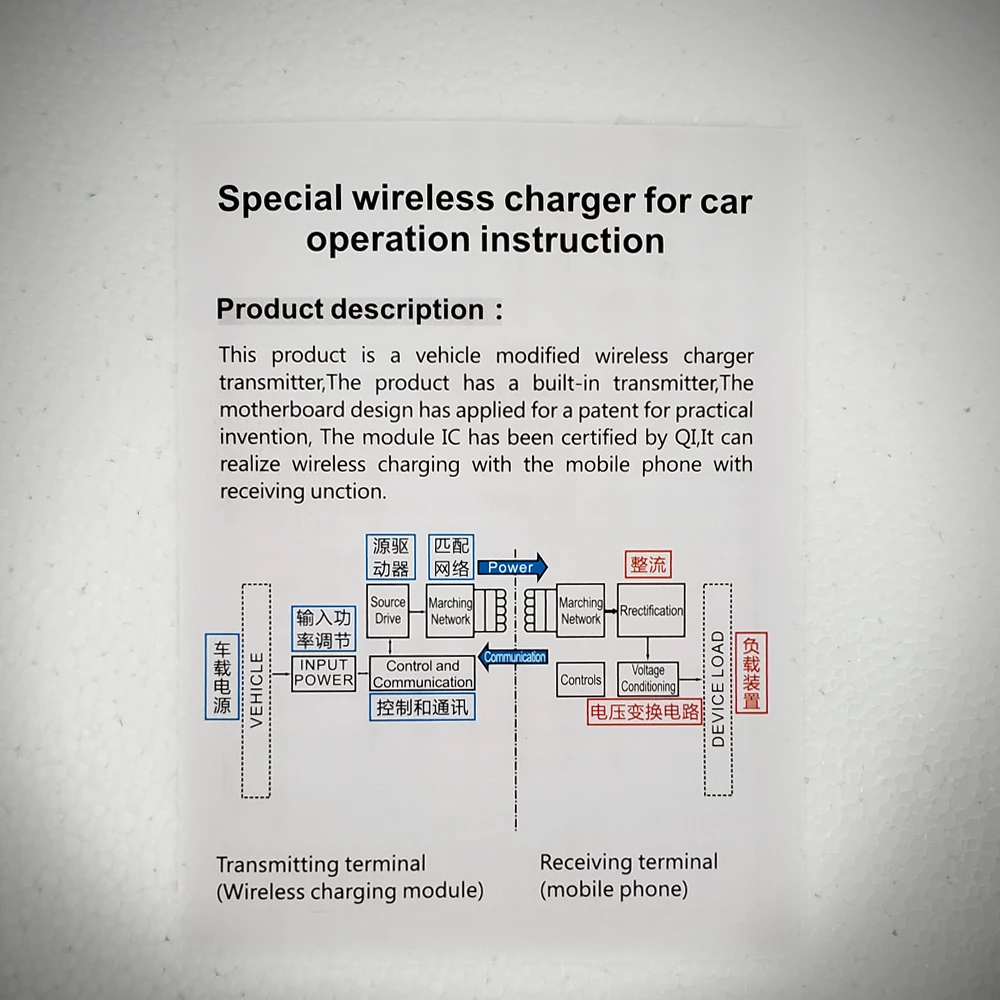 Special wireless charger for car
operation instruction
Product description：
This product is a vehicle modified wireless charger
transmitter,The product has a built-in transmitter,The
motherboard design has applied for a patent for practical
invention, The module IC has been certified by QI,It can
realize wireless charging with the mobile phone with
receiving unction.
源驱
动器
匹配
网络
Power
整流
Source
Drive
Marching
Network
Marching
Network
Rrectification
输入功
率调节
车载电源
VEHICLE
INPUT
POWER
Control and
Communication
控制和通讯
Communication
Controls
Voltage
Conditioning
电压变换电路
DEVICE LOAD
负载装置
Transmitting terminal
(Wireless charging module)
Receiving terminal
(mobile phone)